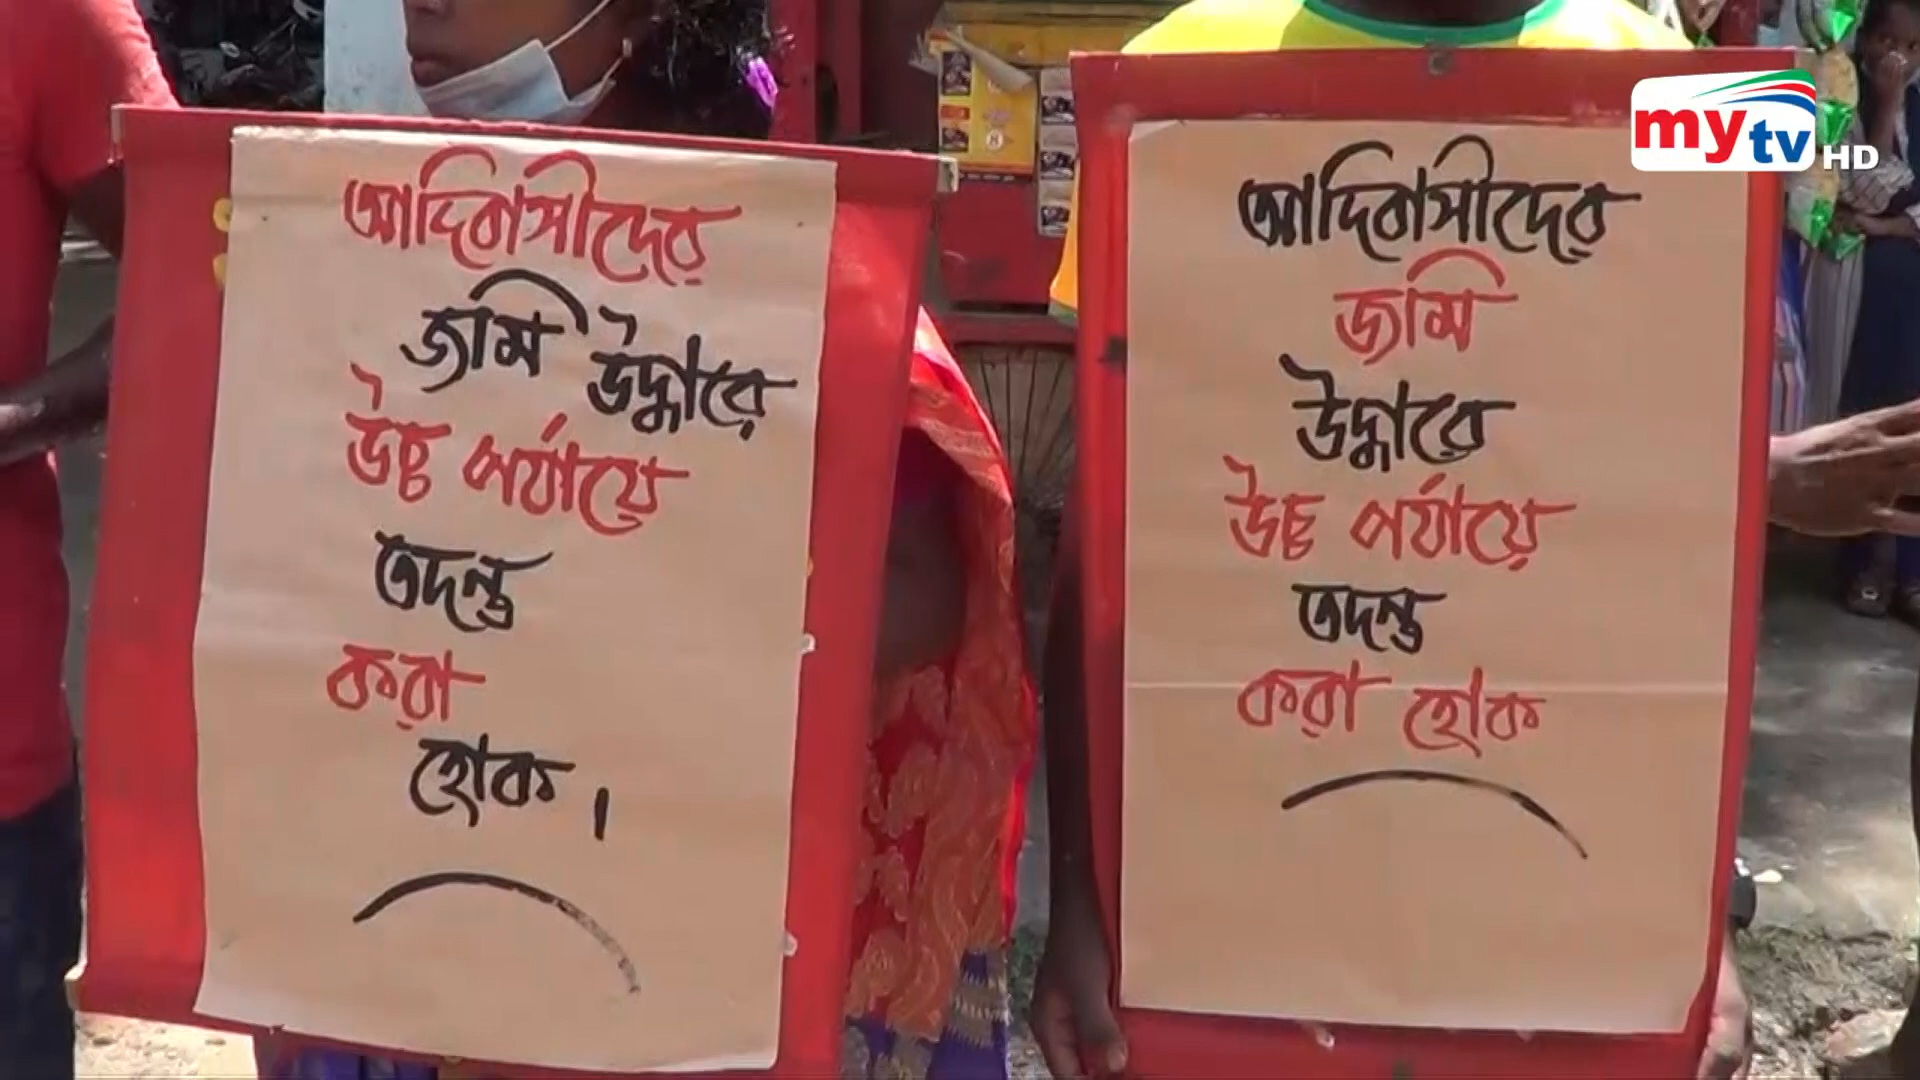 আদিবাসীদের
জমি উদ্ধারে
উচ্চ পর্যায়ে
তদন্ত
করা
হোক।
আদিবাসীদের
জমি
উদ্ধারে
উচ্চ পর্যায়ে
তদন্ত
করা হোক
mytv HD